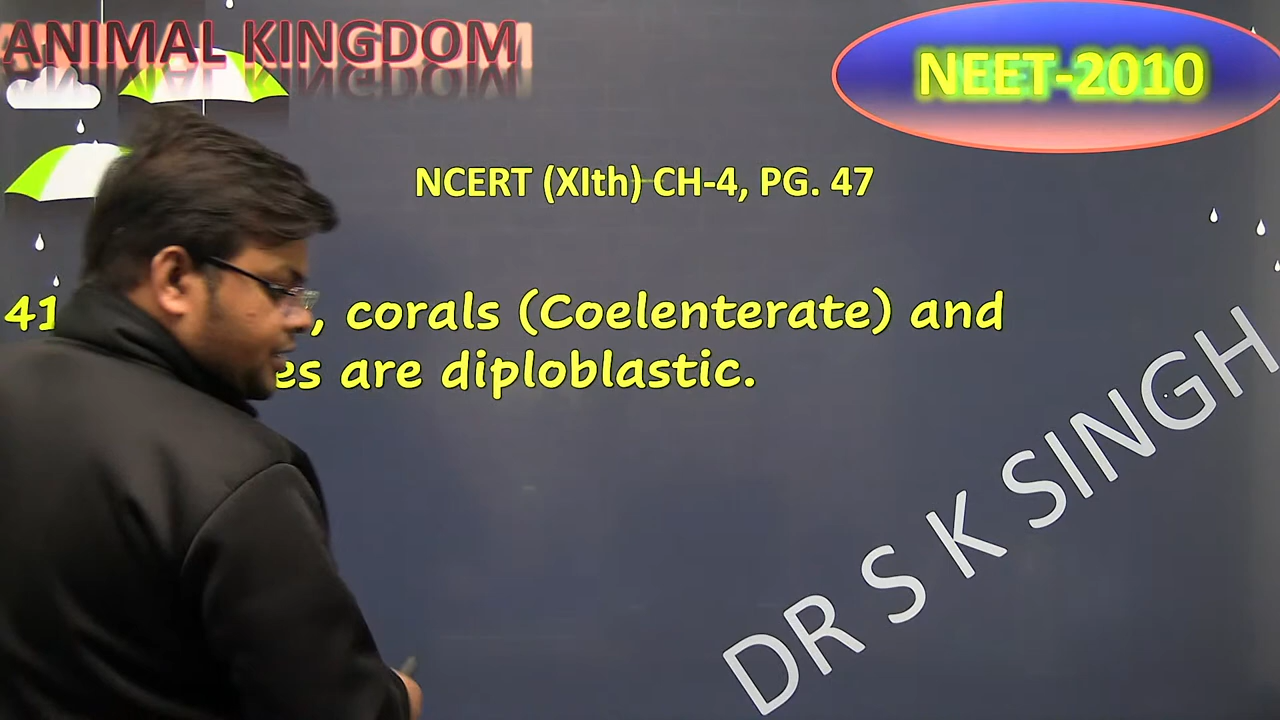 ANIMAL KINGDOM
NEET-2010
NCERT (XIth) CH-4, PG. 47
41 , corals (Coelenterate) and
es are diploblastic.
DR S K SINGH